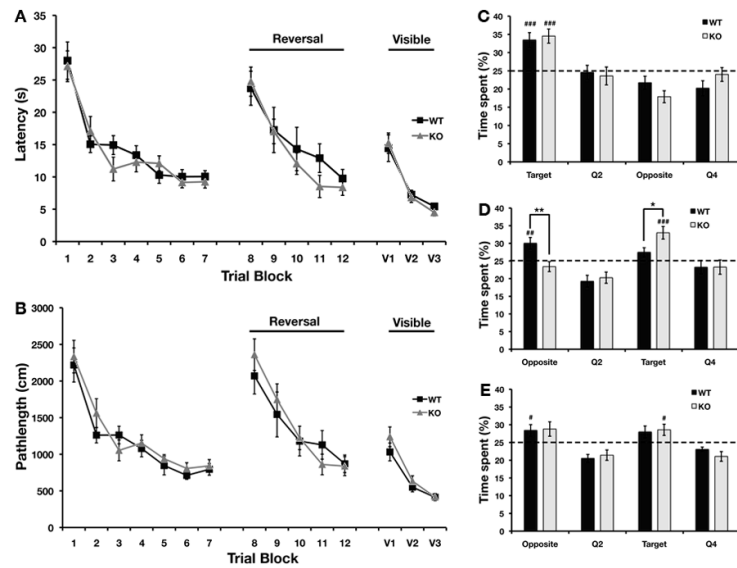 A
Reversal
Visible
35
30
25
20
15
10
5
0
Latency (s)
WT
KO
1 2 3 4 5 6 7 8 9 10 11 12 V1 V2 V3
Trial Block
B
Reversal
Visible
3000
2500
2000
1500
1000
500
0
Pathlength (cm)
WT
KO
1 2 3 4 5 6 7 8 9 10 11 12 V1 V2 V3
Trial Block
C
WT
KO
### ###
40
35
30
25
20
15
10
5
0
Time spent (%)
Target Q2 Opposite Q4
D
WT
KO
** *
## ###
40
35
30
25
20
15
10
5
0
Time spent (%)
Opposite Q2 Target Q4
E
WT
KO
# #
40
35
30
25
20
15
10
5
0
Time spent (%)
Opposite Q2 Target Q4